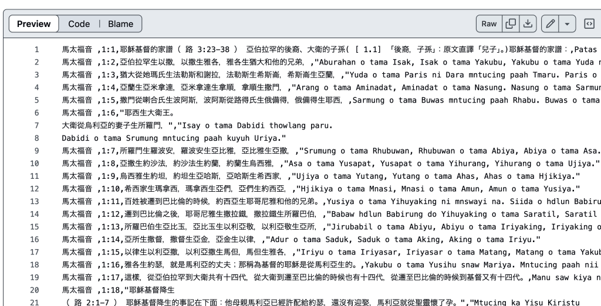 Preview
Code
Blame
Raw
1 馬太福音 ,1:1,耶穌基督的家譜 ( 路 3:23-38 ) 亞伯拉罕的後裔、大衛的子孫( [ 1.1] 「後裔，子孫」：原文直譯「兒子」。)耶穌基督的家譜：,Patas
2 馬太福音 ,1:2,亞伯拉罕生以撒，以撒生雅各，雅各生猶大和他的弟兄，,"Aburahan o tama Isak, Isak o tama Yakubu, Yakubu o tama Yuda
3 馬太福音 ,1:3,猶大從她瑪氏生法勒斯和謝拉，法勒斯生希斯崙，希斯崙生亞蘭，,"Yuda o tama Paris ni Dara mntucing paah Tmaru. Paris o
4 馬太福音 ,1:4,亞蘭生亞米拿達，亞米拿達生拿順，拿順生撒門，,"Arang o tama Aminadat, Aminadat o tama Nasung. Nasung o tama Sarmun
5 馬太福音 ,1:5,撒門從喇合氏生波阿斯，波阿斯從路得氏生俄備得，俄備得生耶西，,Sarmung o tama Buwas mntucing paah Rhabu. Buwas o tama
6 馬太福音 ,1:6,"耶西生大衛王。
7 大衛從烏利亞的妻子生所羅門，","Isay o tama Dabidi thowlang paru.
8 Dabidi o tama Srumung mntucing paah kuyuh Uriya."
9 馬太福音 ,1:7,所羅門生羅波安，羅波安生亞比雅，亞比雅生亞撒，,"Srumung o tama Rhubuwan, Rhubuwan o tama Abiya, Abiya o tama Asa.
10 馬太福音 ,1:8,亞撒生約沙法，約沙法生約蘭，約蘭生烏西雅，,"Asa o tama Yusapat, Yusapat o tama Yihurang, Yihurang o tama Ujiya."
11 馬太福音 ,1:9,烏西雅生約坦，約坦生亞哈斯，亞哈斯生希西家，,"Ujiya o tama Yutang, Yutang o tama Ahas, Ahas o tama Hjikiya."
12 馬太福音 ,1:10,希西家生瑪拿西，瑪拿西生亞們，亞們生約西亞，,"Hjikiya o tama Mnasi, Mnasi o tama Amun, Amun o tama Yusiya."
13 馬太福音 ,1:11,百姓被遷到巴比倫的時候，約西亞生耶哥尼雅和他的弟兄。,Yusiya o tama Yihuyaking ni mnswayi na. Siida o hdlun Babirun
14 馬太福音 ,1:12,遷到巴比倫之後，耶哥尼雅生撒拉鐵，撒拉鐵生所羅巴伯，,"Babaw hdlun Babirung do Yihuyaking o tama Saratil, Saratil
15 馬太福音 ,1:13,所羅巴伯生亞比玉，亞比玉生以利亞敬，以利亞敬生亞所，,"Jirubabil o tama Abiyu, Abiyu o tama Iriyaking, Iriyaking o
16 馬太福音 ,1:14,亞所生撒督，撒督生亞金，亞金生以律，,"Adur o tama Saduk, Saduk o tama Aking, Aking o tama Iriyu."
17 馬太福音 ,1:15,以律生以利亞撒，以利亞撒生馬但，馬但生雅各，,"Iriyu o tama Iriyasar, Iriyasar o tama Matang, Matang o tama Yakub
18 馬太福音 ,1:16,雅各生約瑟，就是馬利亞的丈夫；那稱為基督的耶穌是從馬利亞生的。,Yakubu o tama Yusihu snaw Mariya. Mntucing paah nii
19 馬太福音 ,1:17,這樣，從亞伯拉罕到大衛共有十四代，從大衛到遷至巴比倫的時候也有十四代，從遷至巴比倫的時候到基督又有十四代。,Manu saw kiya n
20 馬太福音 ,1:18,"耶穌基督降生
21 ( 路 2:1-7 ) 耶穌基督降生的事記在下面：他母親馬利亞已經許配給約瑟，還沒有迎娶，馬利亞就從聖靈懷了孕。","Mtucing ka Yisu Kiristu